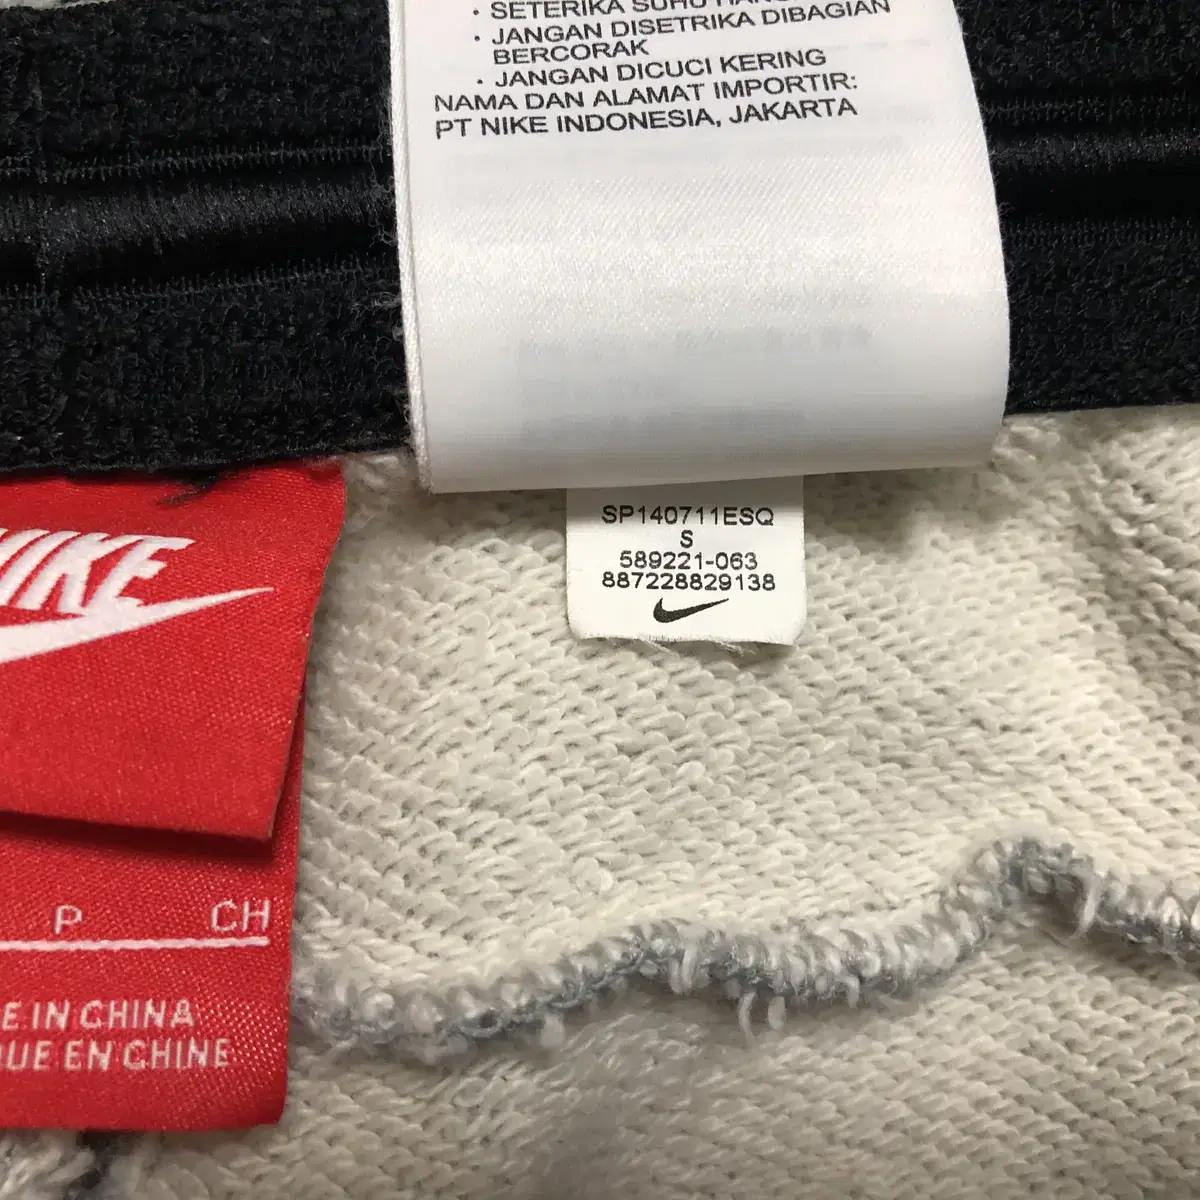 SETERIKA SUHU
· JANGAN DISETRIKA DIBAGIAN
BERCORAK
· JANGAN DICUCI KERING
NAMA DAN ALAMAT IMPORTIR:
PT NIKE INDONESIA, JAKARTA
SP140711ESQ
S
589221-063
887228829138
NIKE
P CH
E IN CHINA
QUE EN CHINE